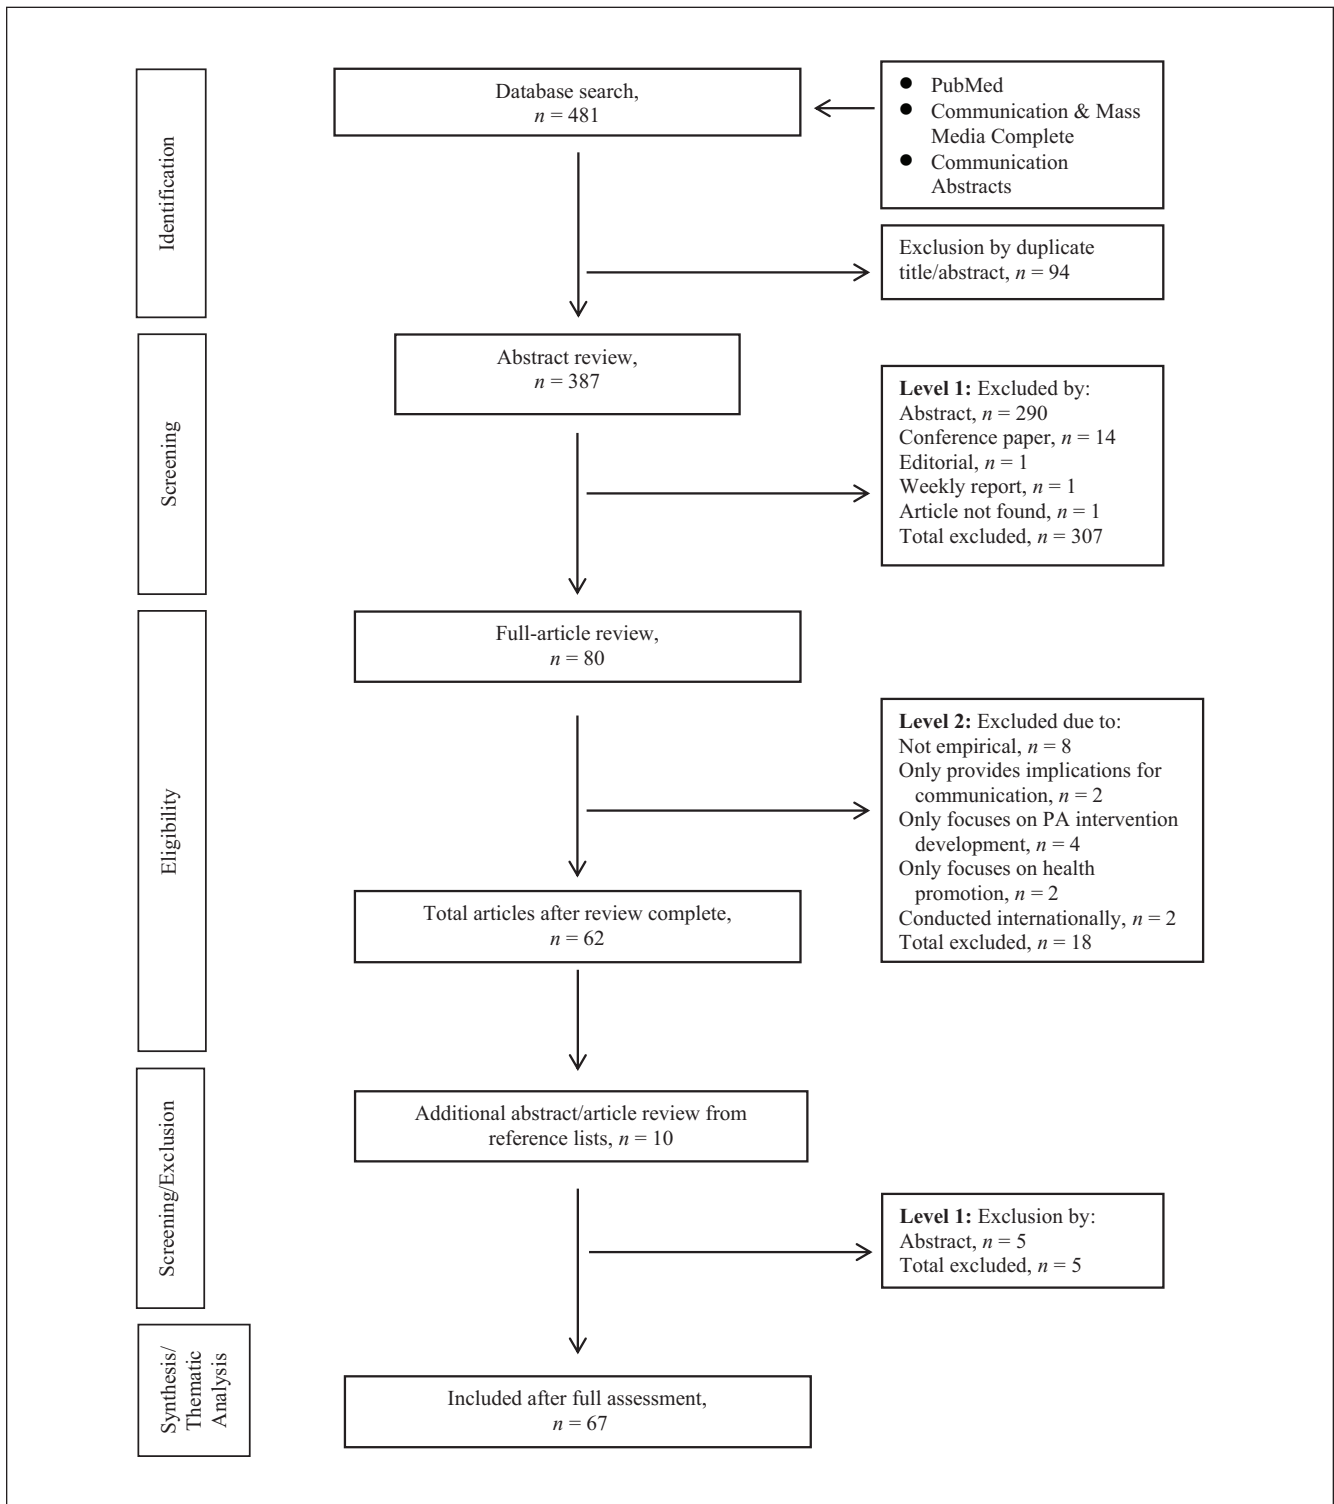 Identification
Database search,
n = 481
● PubMed
● Communication & Mass
Media Complete
● Communication
Abstracts
Exclusion by duplicate
title/abstract, n = 94
Screening
Abstract review,
n = 387
Level 1: Excluded by:
Abstract, n = 290
Conference paper, n = 14
Editorial, n = 1
Weekly report, n = 1
Article not found, n = 1
Total excluded, n = 307
Eligibility
Full-article review,
n = 80
Level 2: Excluded due to:
Not empirical, n = 8
Only provides implications for
communication, n = 2
Only focuses on PA intervention
development, n = 4
Only focuses on health
promotion, n = 2
Conducted internationally, n = 2
Total excluded, n = 18
Total articles after review complete,
n = 62
Screening/Exclusion
Additional abstract/article review from
reference lists, n = 10
Level 1: Exclusion by:
Abstract, n = 5
Total excluded, n = 5
Synthesis/
Thematic
Analysis
Included after full assessment,
n = 67